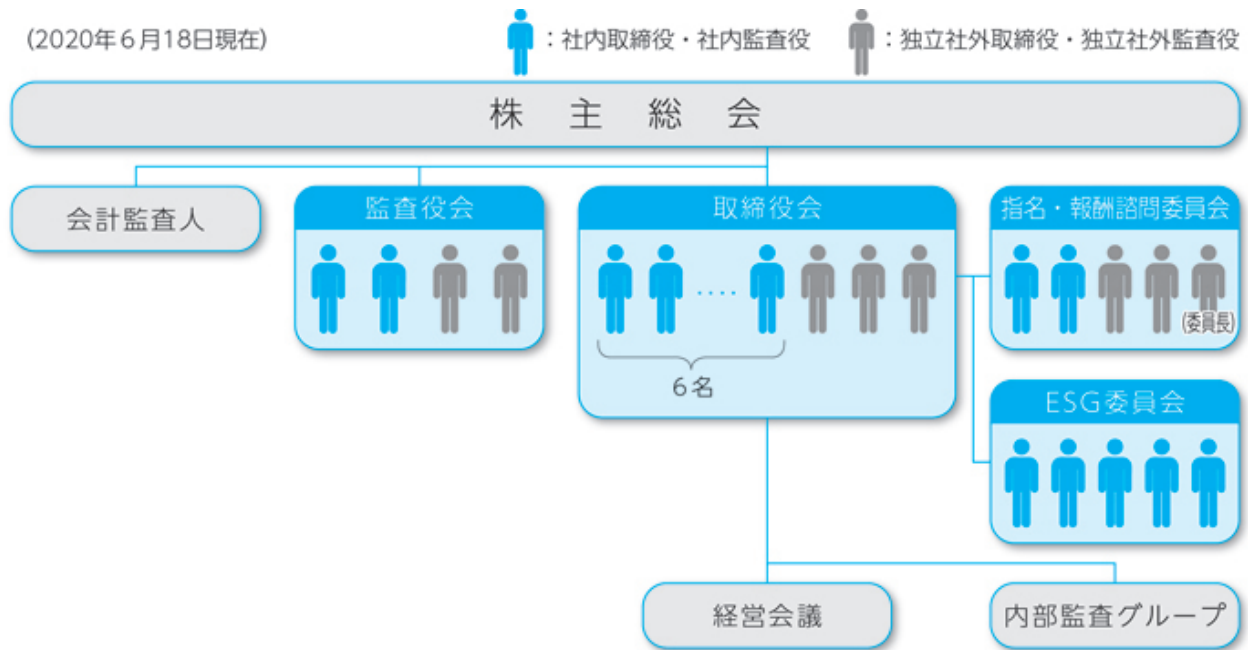 (2020年6月18日現在)
：社内取締役・社内監査役
：独立社外取締役・独立社外監査役
株主総会
会計監査人
監査役会
取締役会
指名・報酬諮問委員会
(委員長)
6名
ESG委員会
経営会議
内部監査グループ